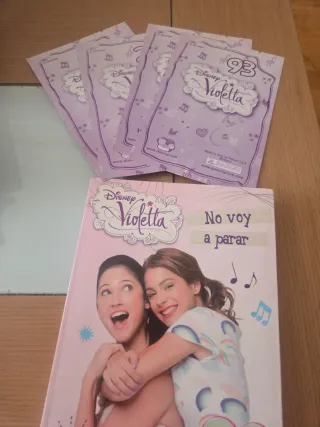 93
Disney
Violetta
Disney
Violetta
No voy
a parar